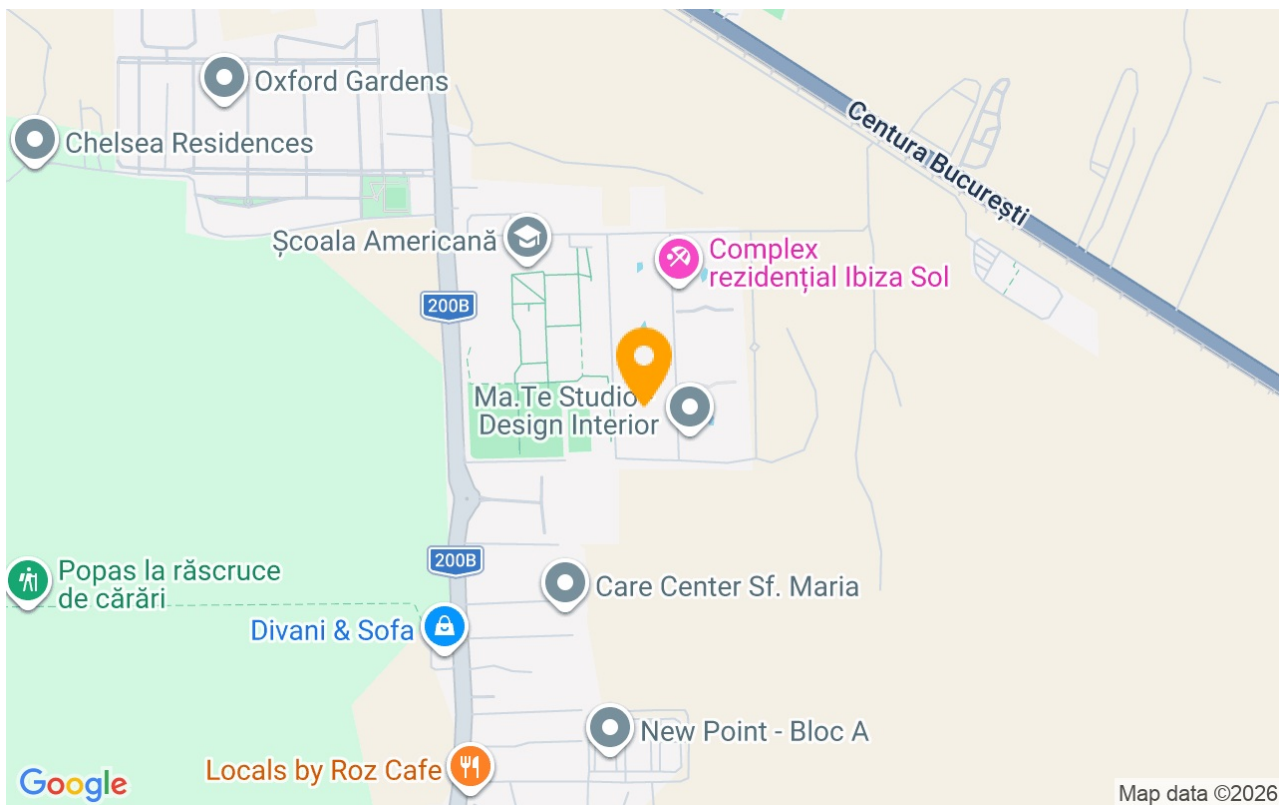 Oxford Gardens
Chelsea Residences
Centura București
Școala Americană
Complex
rezidențial Ibiza Sol
200B
Ma.Te Studio
Design Interior
200B
Popas la răscruce
de cărări
Care Center Sf. Maria
Divani & Sofa
New Point - Bloc A
Locals by Roz Cafe
Google
Map data ©2026